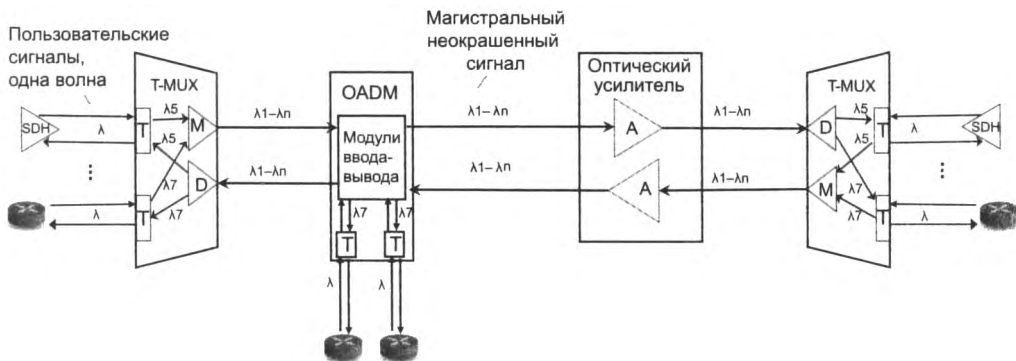 Пользовательские
сигналы,
одна волна
Магистральный
неокрашенный
сигнал
T-MUX
OADM
Оптический
усилитель
T-MUX
SDH
λ
T
λ5
λ5
M
λ1–λn
Модули
ввода-
вывода
λ1–λn
A
λ1–λn
D
λ5
λ5
T
λ
SDH
...
λ7
D
λ1–λn
λ1–λn
A
λ1–λn
M
λ7
...
λ
T
λ7
λ7
λ7
λ7
T
λ
T
T
λ
λ